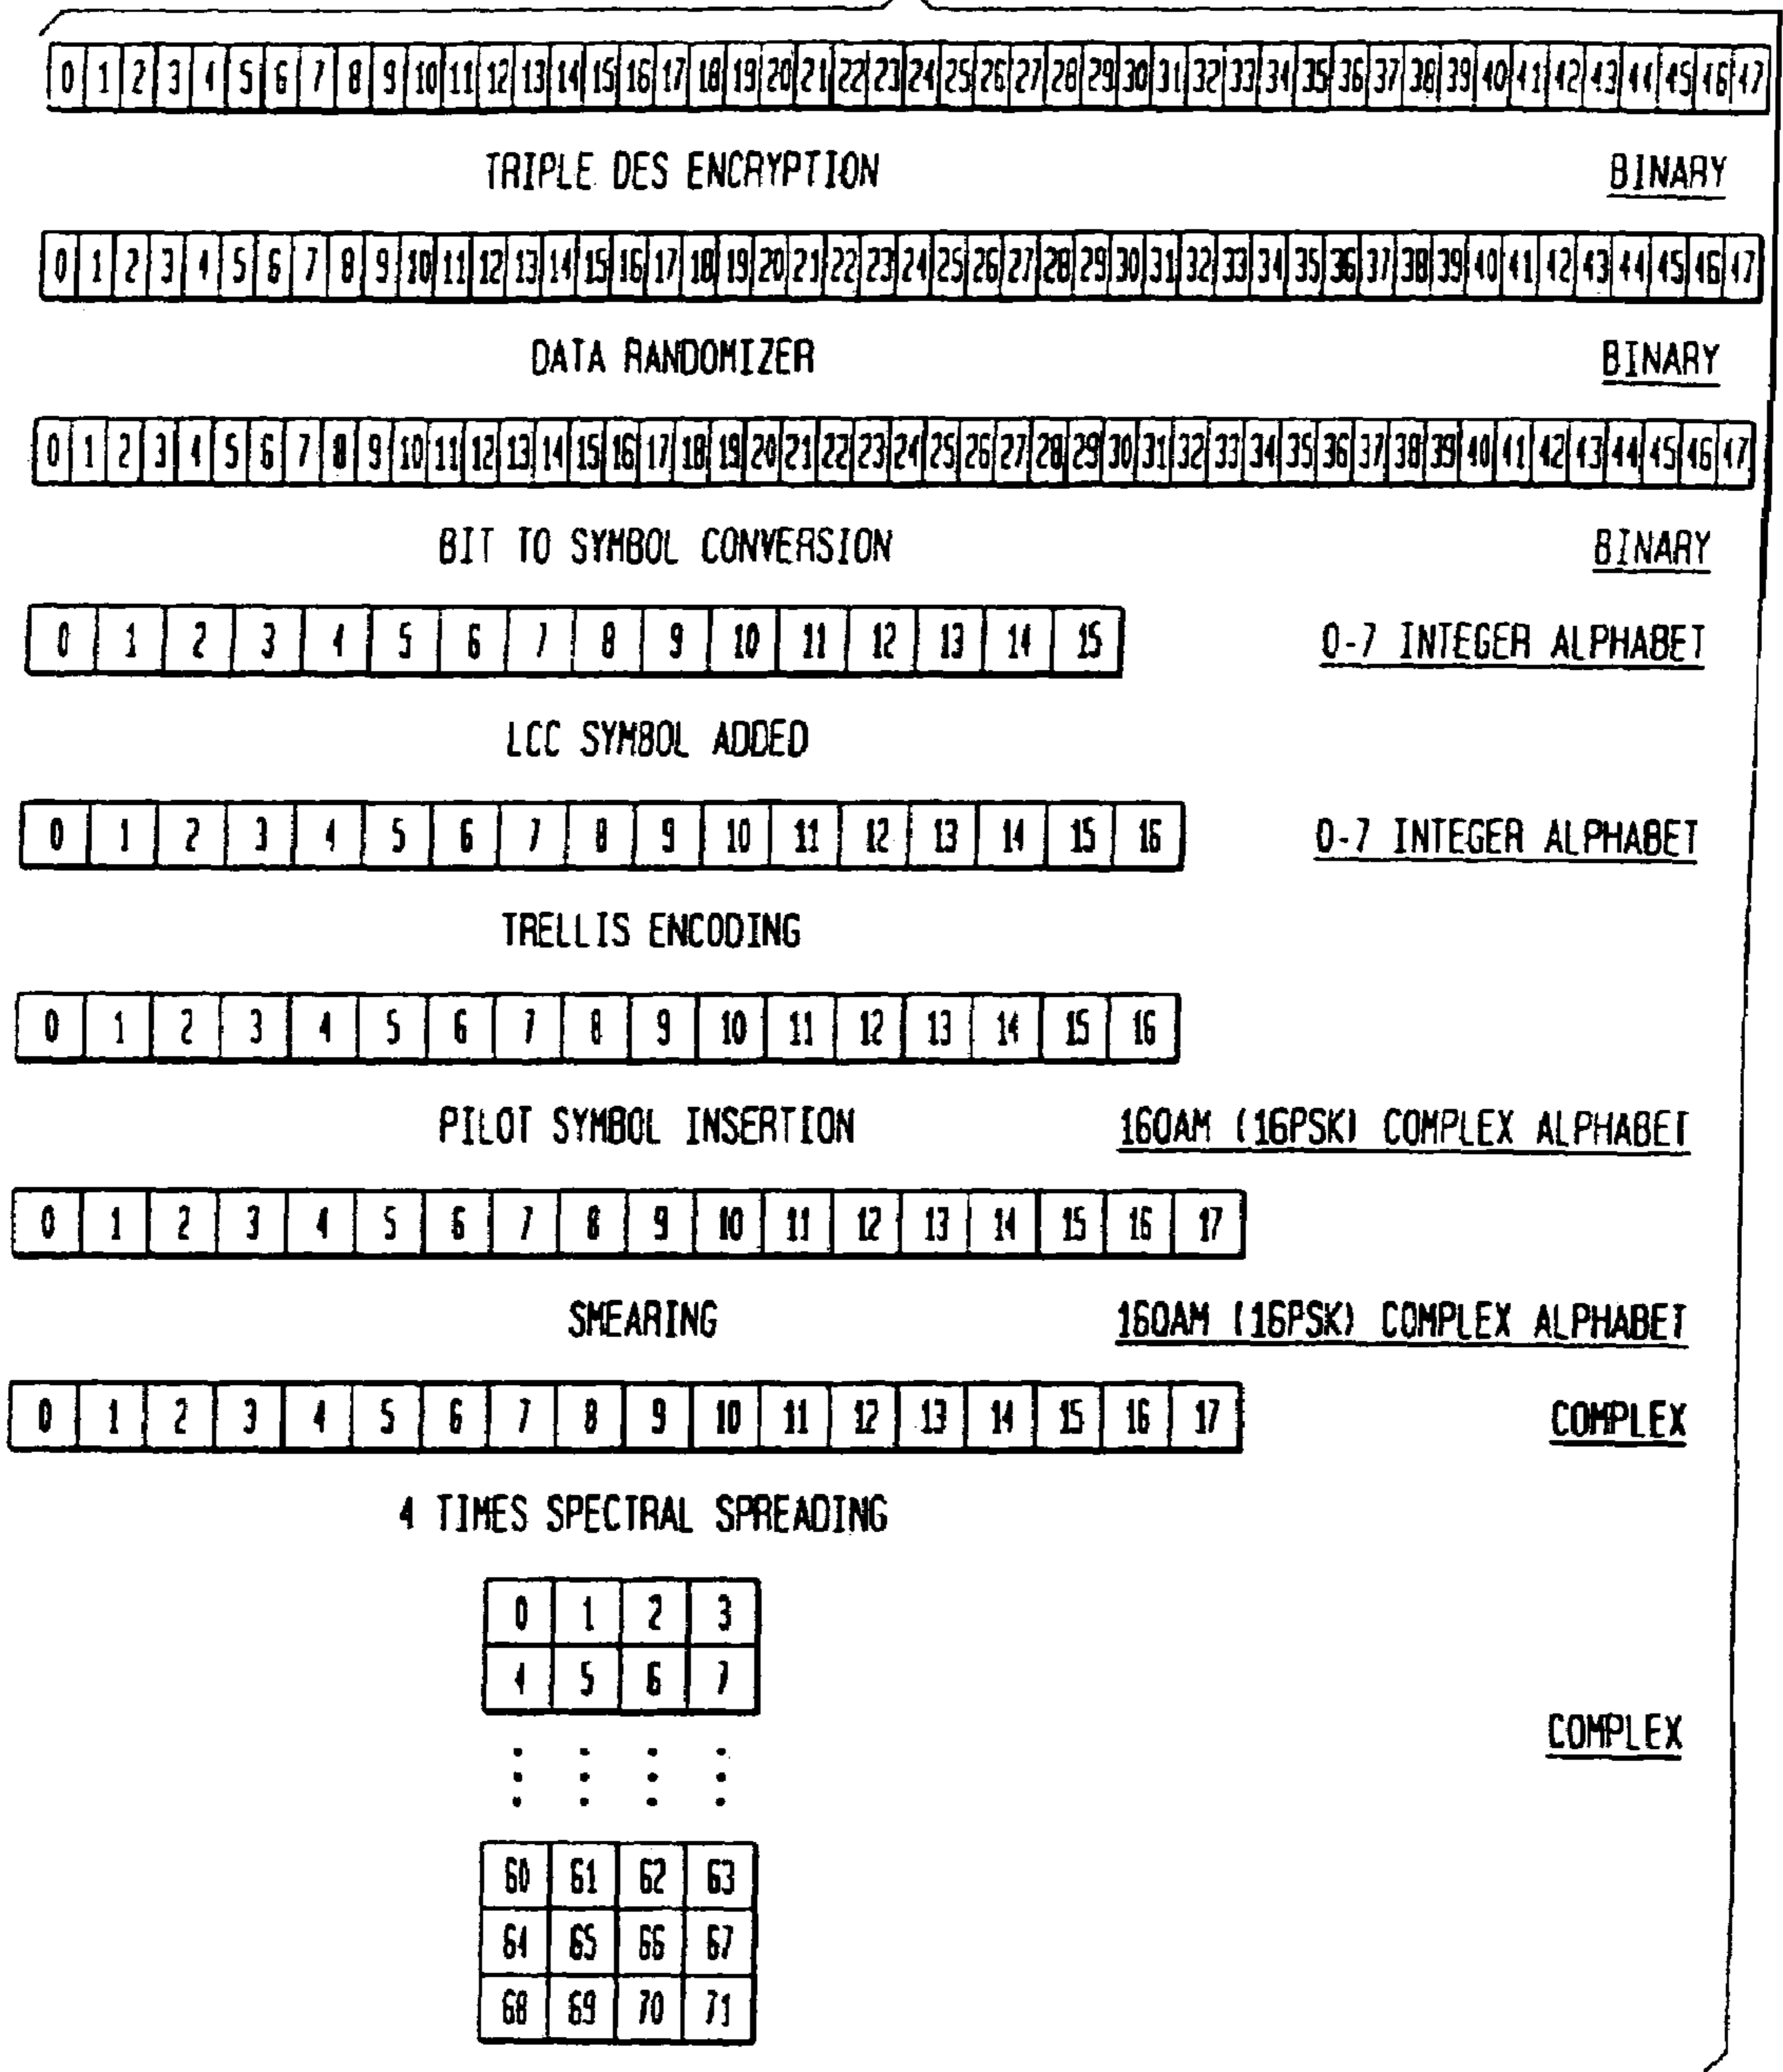 0 1 2 3 4 5 6 7 8 9 10 11 12 13 14 15 16 17 18 19 20 21 22 23 24 25 26 27 28 29 30 31 32 33 34 35 36 37 38 39 40 41 42 43 44 45 46 47
TRIPLE DES ENCRYPTION BINARY
0 1 2 3 4 5 6 7 8 9 10 11 12 13 14 15 16 17 18 19 20 21 22 23 24 25 26 27 28 29 30 31 32 33 34 35 36 37 38 39 40 41 42 43 44 45 46 47
DATA RANDOMIZER BINARY
0 1 2 3 4 5 6 7 8 9 10 11 12 13 14 15 16 17 18 19 20 21 22 23 24 25 26 27 28 29 30 31 32 33 34 35 36 37 38 39 40 41 42 43 44 45 46 47
BIT TO SYMBOL CONVERSION BINARY
0 1 2 3 4 5 6 7 8 9 10 11 12 13 14 15 0-7 INTEGER ALPHABET
LCC SYMBOL ADDED
0 1 2 3 4 5 6 7 8 9 10 11 12 13 14 15 16 0-7 INTEGER ALPHABET
TRELLIS ENCODING
0 1 2 3 4 5 6 7 8 9 10 11 12 13 14 15 16
PILOT SYMBOL INSERTION 16QAM (16PSK) COMPLEX ALPHABET
0 1 2 3 4 5 6 7 8 9 10 11 12 13 14 15 16 17
SMEARING 16QAM (16PSK) COMPLEX ALPHABET
0 1 2 3 4 5 6 7 8 9 10 11 12 13 14 15 16 17 COMPLEX
4 TIMES SPECTRAL SPREADING
0 1 2 3
4 5 6 7
COMPLEX
60 61 62 63
64 65 66 67
68 69 70 71